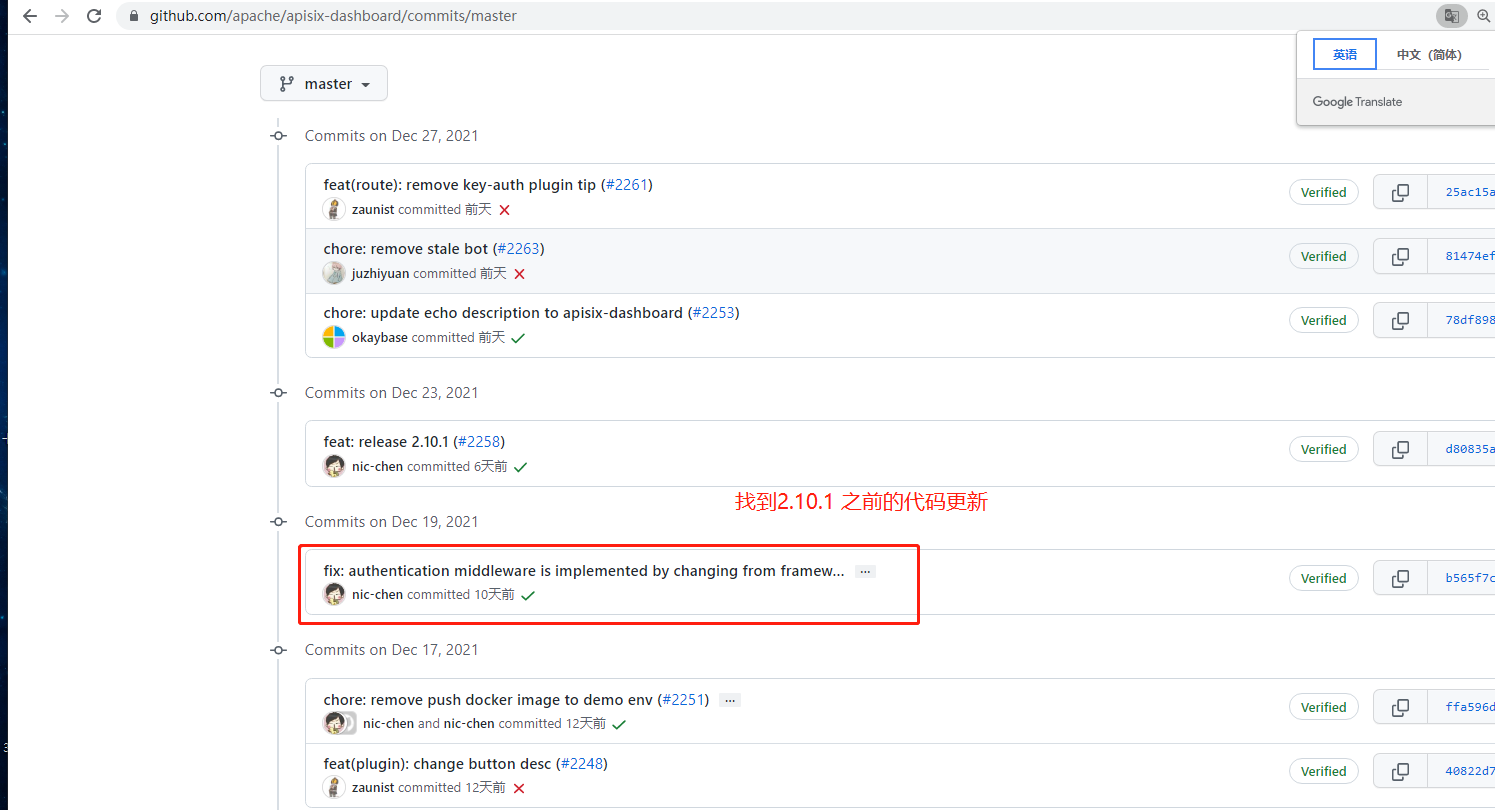 github.com/apache/apisix-dashboard/commits/master
英语 中文（简体）
Google Translate
master
Commits on Dec 27, 2021
feat(route): remove key-auth plugin tip (#2261)
zaunist committed 前天
Verified 25ac15a
chore: remove stale bot (#2263)
juzhiyuan committed 前天
Verified 81474ef
chore: update echo description to apisix-dashboard (#2253)
okaybase committed 前天
Verified 78df898
Commits on Dec 23, 2021
feat: release 2.10.1 (#2258)
nic-chen committed 6天前
Verified d80835a
找到2.10.1 之前的代码更新
Commits on Dec 19, 2021
fix: authentication middleware is implemented by changing from framew... ...
nic-chen committed 10天前
Verified b565f7c
Commits on Dec 17, 2021
chore: remove push docker image to demo env (#2251) ...
nic-chen and nic-chen committed 12天前
Verified ffa596d
feat(plugin): change button desc (#2248)
zaunist committed 12天前
Verified 40822d7